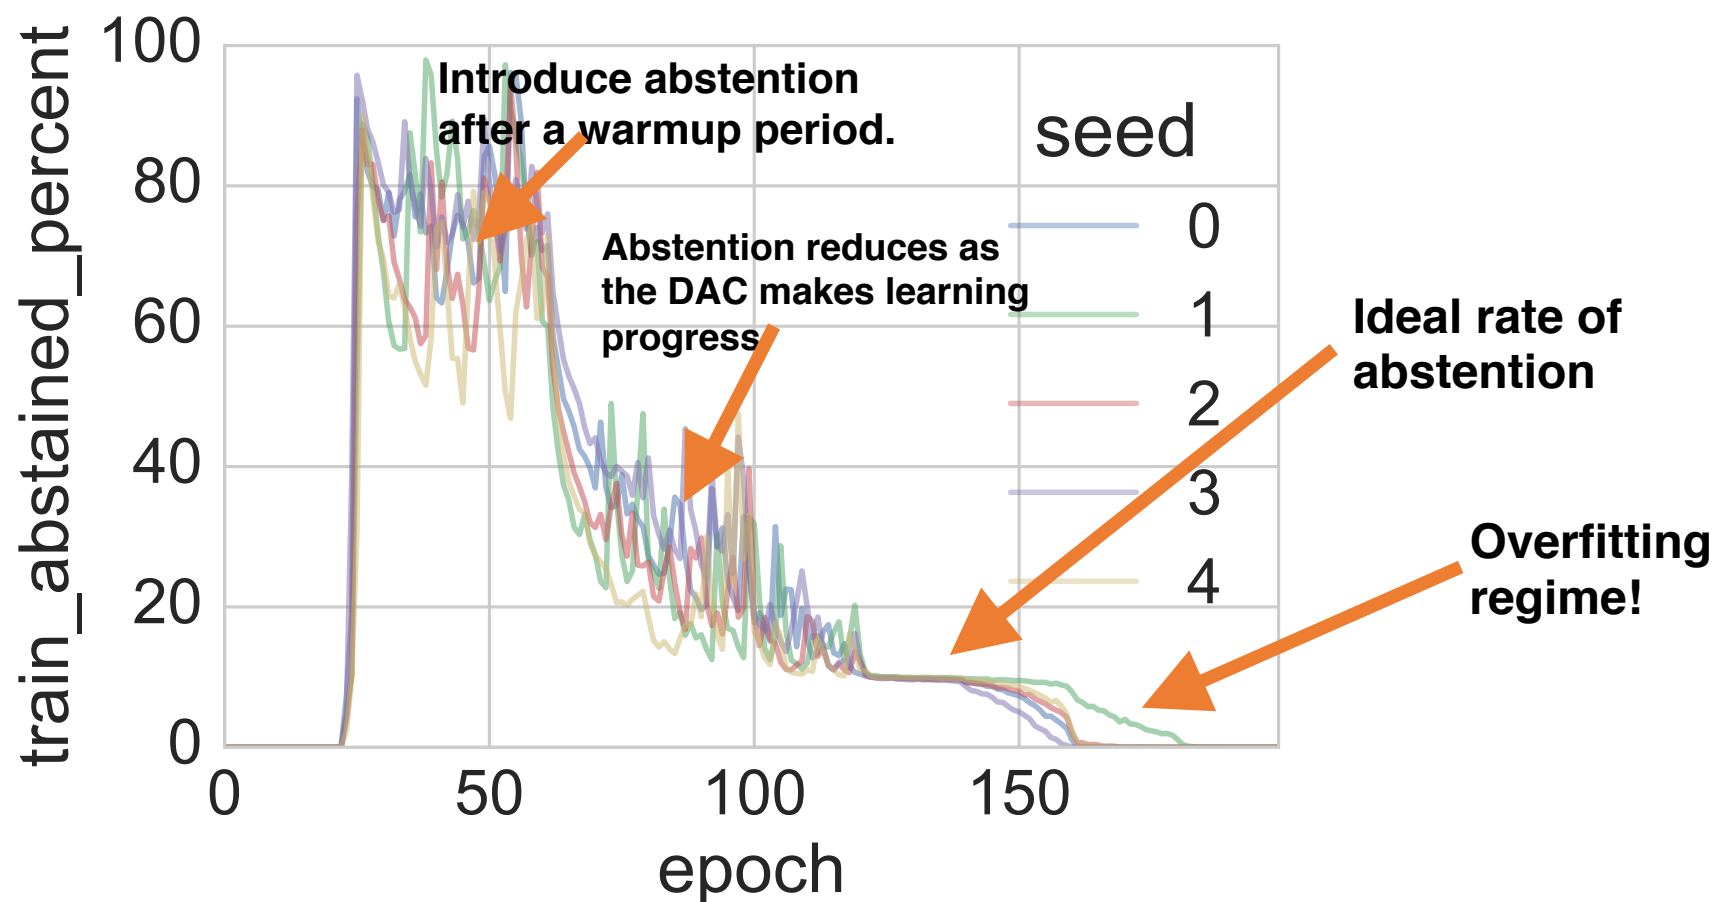 train_abstained_percent
100
80
60
40
20
0
0
50
100
150
epoch
Introduce abstention
after a warmup period.
Abstention reduces as
the DAC makes learning
progress
seed
0
1
2
3
4
Ideal rate of
abstention
Overfitting
regime!